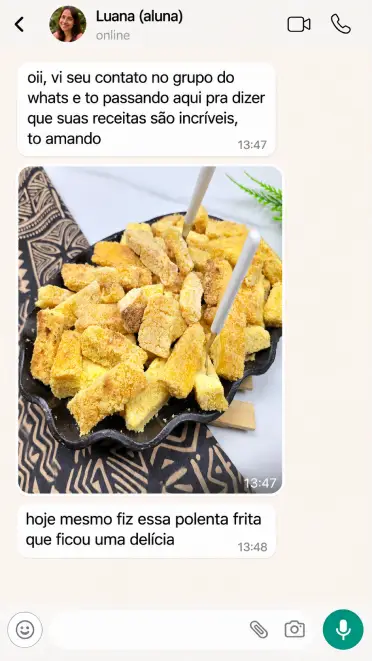 Luana (aluna)
online
oii, vi seu contato no grupo do
whats e to passando aqui pra dizer
que suas receitas são incríveis,
to amando
13:47
13:47
hoje mesmo fiz essa polenta frita
que ficou uma delícia
13:48